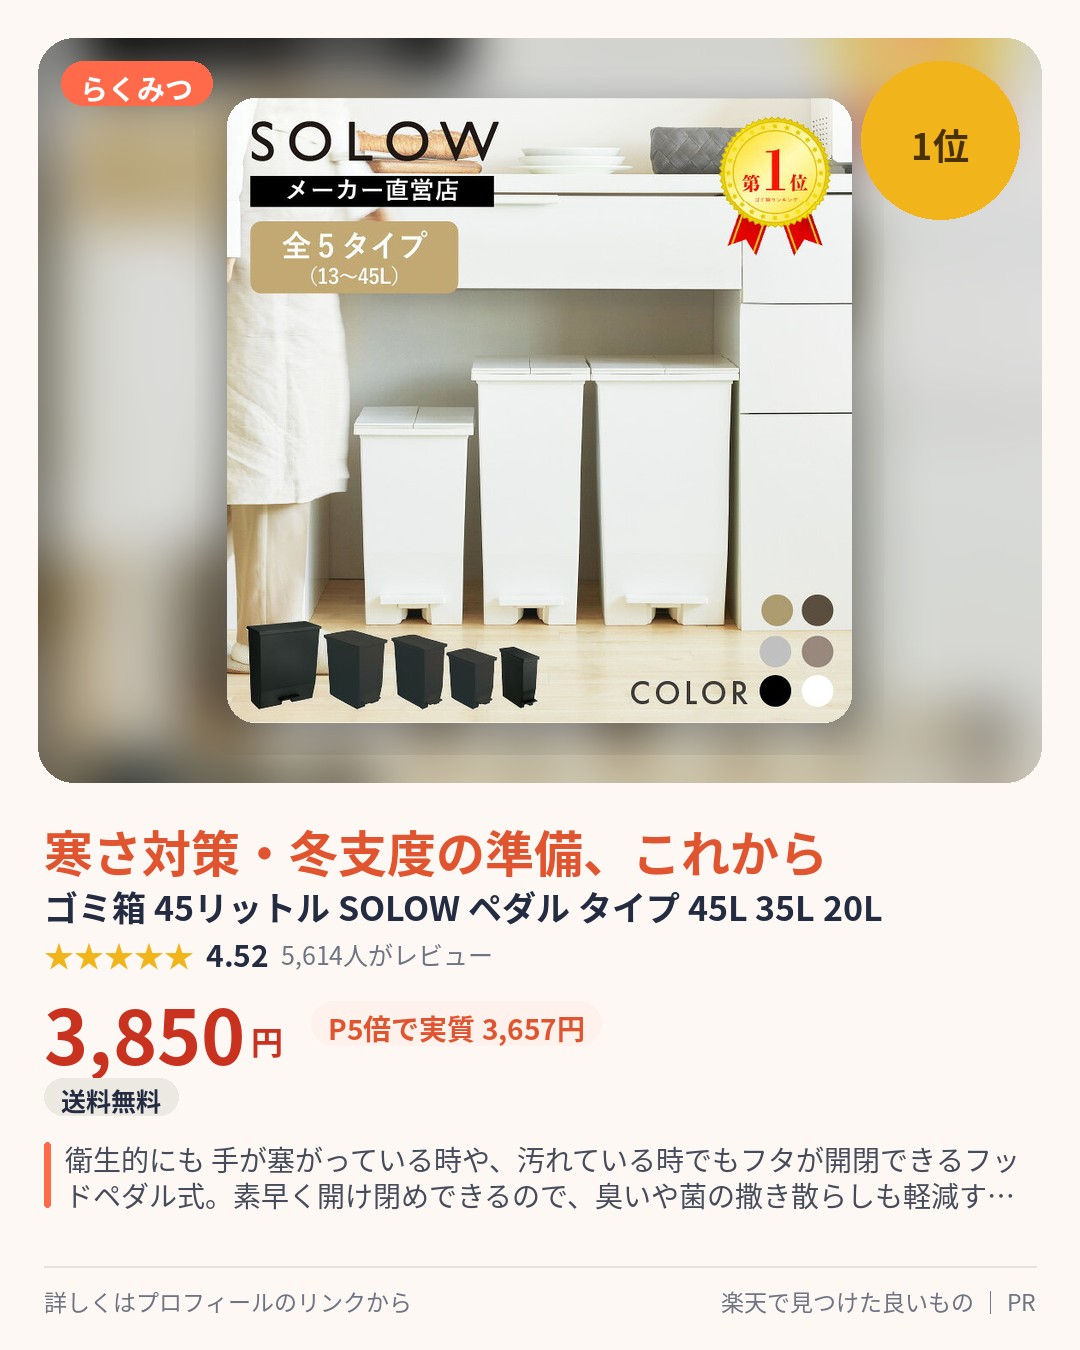 らくみつ
1位
SOLOW
メーカー直営店
全5タイプ
（13〜45L）
第1位
COLOR
寒さ対策・冬支度の準備、これから
ゴミ箱 45リットル SOLOW ペダル タイプ 45L 35L 20L
★★★★★ 4.52 5,614人がレビュー
3,850円 P5倍で実質 3,657円
送料無料
衛生的にも 手が塞がっている時や、汚れている時でもフタが開閉できるフッ
ドペダル式。素早く開け閉めできるので、臭いや菌の撒き散らしも軽減す…
詳しくはプロフィールのリンクから
楽天で見つけた良いもの｜PR